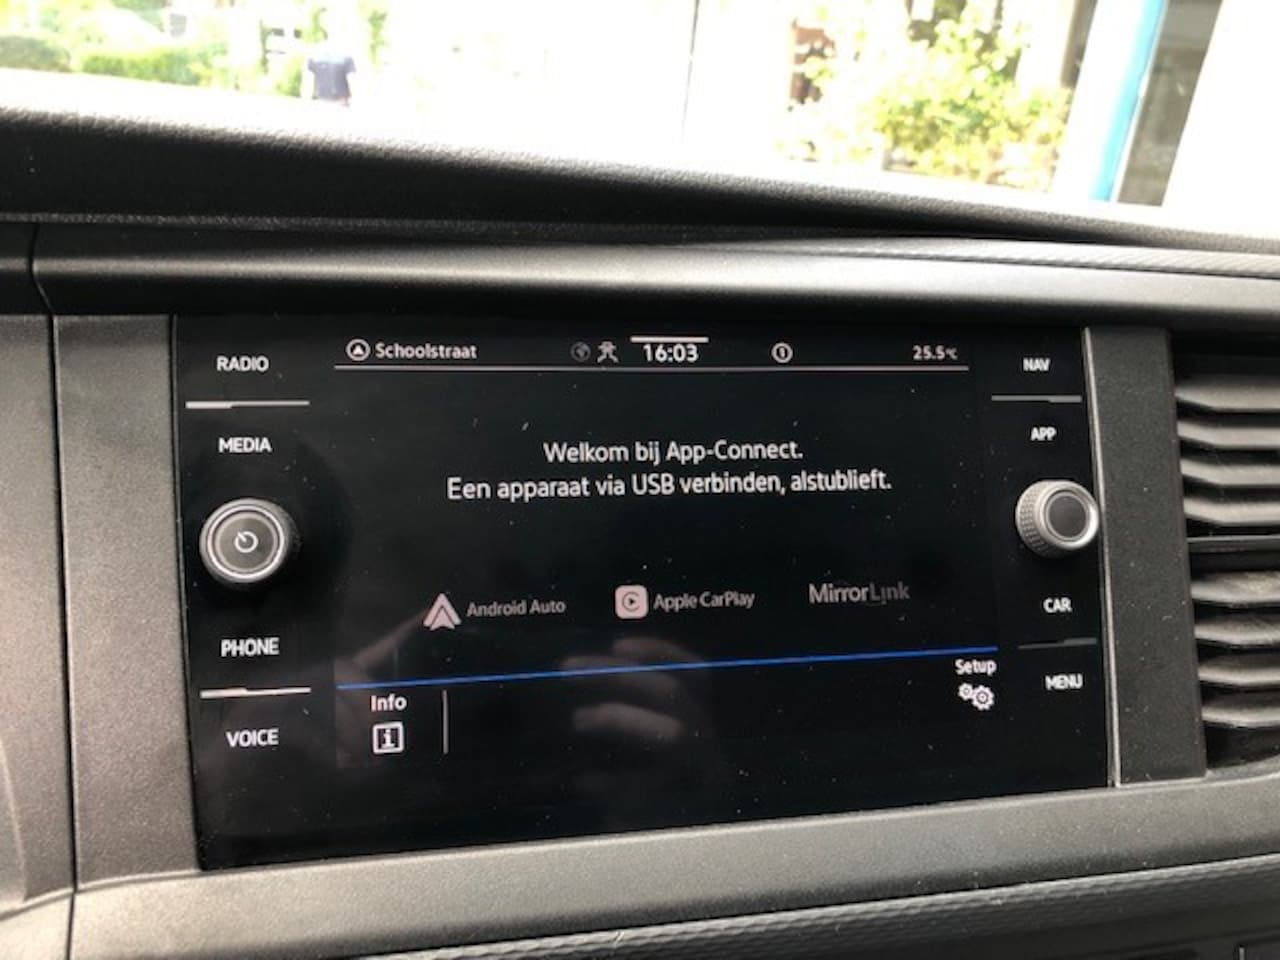 RADIO
MEDIA
PHONE
VOICE
Schoolstraat
16:03
25.5°C
Welkom bij App-Connect.
Een apparaat via USB verbinden, alstublieft.
Android Auto
Apple CarPlay
MirrorLink
Info
Setup
NAV
APP
CAR
MENU